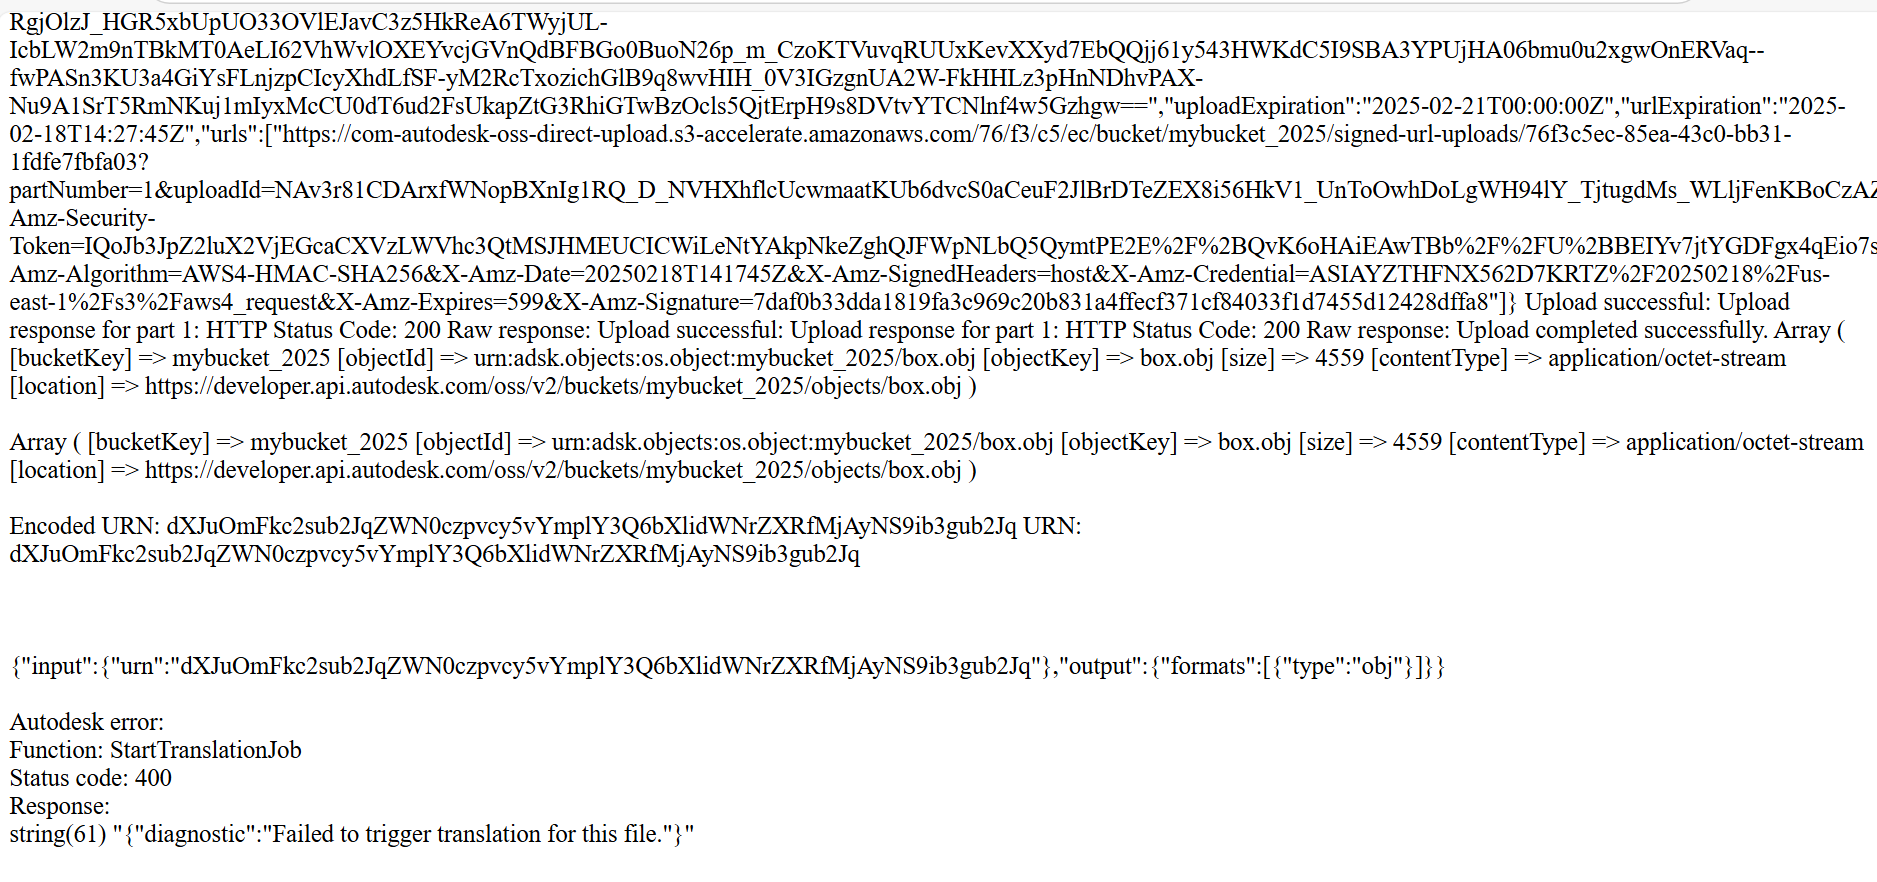 RgjOlzJ_HGR5xbUpUO33OVlEJavC3z5HkReA6TWyjUL-
IcbLW2m9nTBkMT0AeLI62VhWvlOXEYvcjGVnQdBFBGo0BuoN26p_m_CzoKTVuvqRUUxKevXXyd7EbQQjj61y543HWKdC5I9SBA3YPUjHA06bmu0u2xgwOnERVaq--
fwPASn3KU3a4GiYsFLnjzpCIcyXhdLfSF-yM2RcTxozichGlB9q8wvHIH_0V3IGzgnUA2W-FkHHLz3pHnNDhvPAX-
Nu9A1SrT5RmNKuj1mIyxMcCU0dT6ud2FsUkapZtG3RhiGTwBzOcls5QjtErpH9s8DVtvYTCNlnf4w5Gzhgw==","uploadExpiration":"2025-02-21T00:00:00Z","urlExpiration":"2025-
02-18T14:27:45Z","urls":["https://com-autodesk-oss-direct-upload.s3-accelerate.amazonaws.com/76/f3/c5/ec/bucket/mybucket_2025/signed-url-uploads/76f3c5ec-85ea-43c0-bb31-
1fdfe7fbfa03?
partNumber=1&uploadId=NAv3r81CDArxfWNopBXnIg1RQ_D_NVHXhflcUcwmaatKUb6dvcS0aCeuF2JlBrDTeZEX8i56HkV1_UnToOwhDoLgWH94lY_TjtugdMs_WLljFenKBoCzAZ
Amz-Security-
Token=IQoJb3JpZ2luX2VjEGcaCXVzLWVhc3QtMSJHMEUCICWiLeNtYAkpNkeZghQJFWpNLbQ5QymtPE2E%2F%2BQvK6oHAiEAwTBb%2F%2FU%2BBEIYv7jtYGDFgx4qEio7s
Amz-Algorithm=AWS4-HMAC-SHA256&X-Amz-Date=20250218T141745Z&X-Amz-SignedHeaders=host&X-Amz-Credential=ASIAYZTHFNX562D7KRTZ%2F20250218%2Fus-
east-1%2Fs3%2Faws4_request&X-Amz-Expires=599&X-Amz-Signature=7daf0b33dda1819fa3c969c20b831a4ffecf371cf84033f1d7455d12428dffa8"]} Upload successful: Upload
response for part 1: HTTP Status Code: 200 Raw response: Upload successful: Upload response for part 1: HTTP Status Code: 200 Raw response: Upload completed successfully. Array (
[bucketKey] => mybucket_2025 [objectId] => urn:adsk.objects:os.object:mybucket_2025/box.obj [objectKey] => box.obj [size] => 4559 [contentType] => application/octet-stream
[location] => https://developer.api.autodesk.com/oss/v2/buckets/mybucket_2025/objects/box.obj )
Array ( [bucketKey] => mybucket_2025 [objectId] => urn:adsk.objects:os.object:mybucket_2025/box.obj [objectKey] => box.obj [size] => 4559 [contentType] => application/octet-stream
[location] => https://developer.api.autodesk.com/oss/v2/buckets/mybucket_2025/objects/box.obj )
Encoded URN: dXJuOmFkc2sub2JqZWN0czpvcy5vYmplY3Q6bXlidWNrZXRfMjAyNS9ib3gub2Jq URN:
dXJuOmFkc2sub2JqZWN0czpvcy5vYmplY3Q6bXlidWNrZXRfMjAyNS9ib3gub2Jq
{"input":{"urn":"dXJuOmFkc2sub2JqZWN0czpvcy5vYmplY3Q6bXlidWNrZXRfMjAyNS9ib3gub2Jq"},"output":{"formats":[{"type":"obj"}]}}
Autodesk error:
Function: StartTranslationJob
Status code: 400
Response:
string(61) "{"diagnostic":"Failed to trigger translation for this file."}"